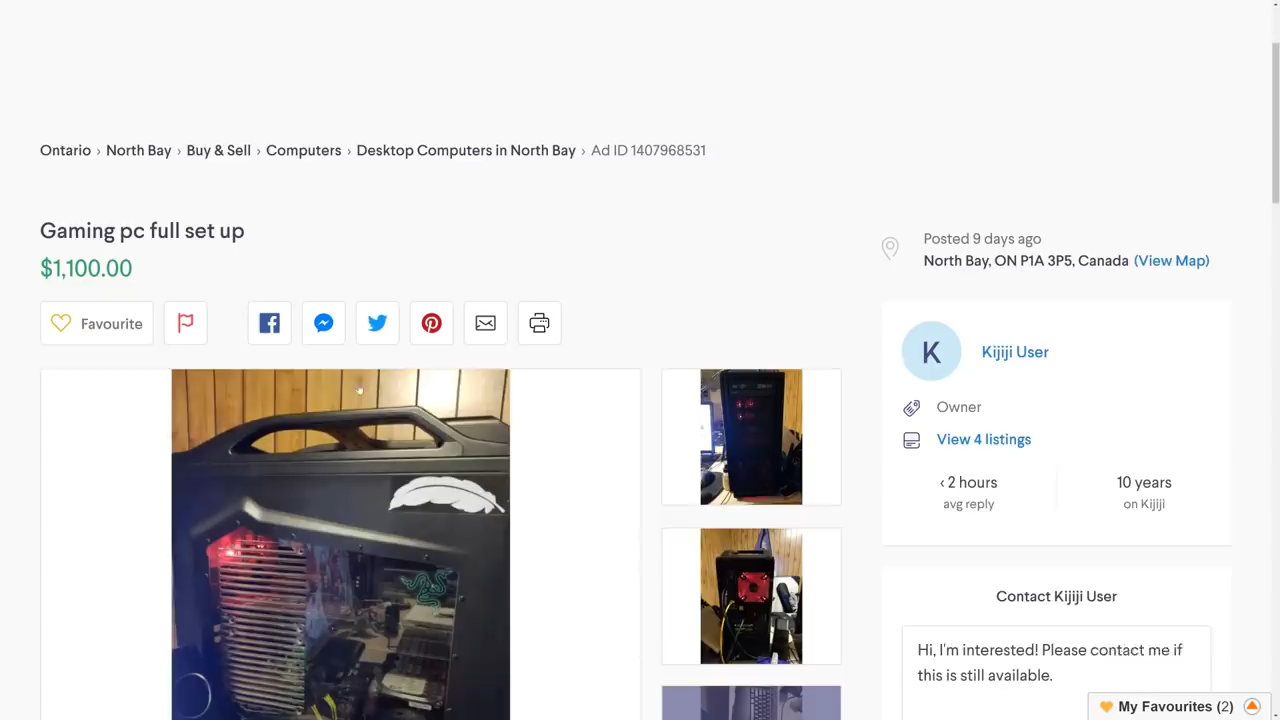 Ontario › North Bay › Buy & Sell › Computers › Desktop Computers in North Bay › Ad ID 1407968531
Gaming pc full set up
$1,100.00
Favourite
Posted 9 days ago
North Bay, ON P1A 3P5, Canada (View Map)
K
Kijiji User
Owner
View 4 listings
< 2 hours
avg reply
10 years
on Kijiji
Contact Kijiji User
Hi, I'm interested! Please contact me if
this is still available.
My Favourites (2)